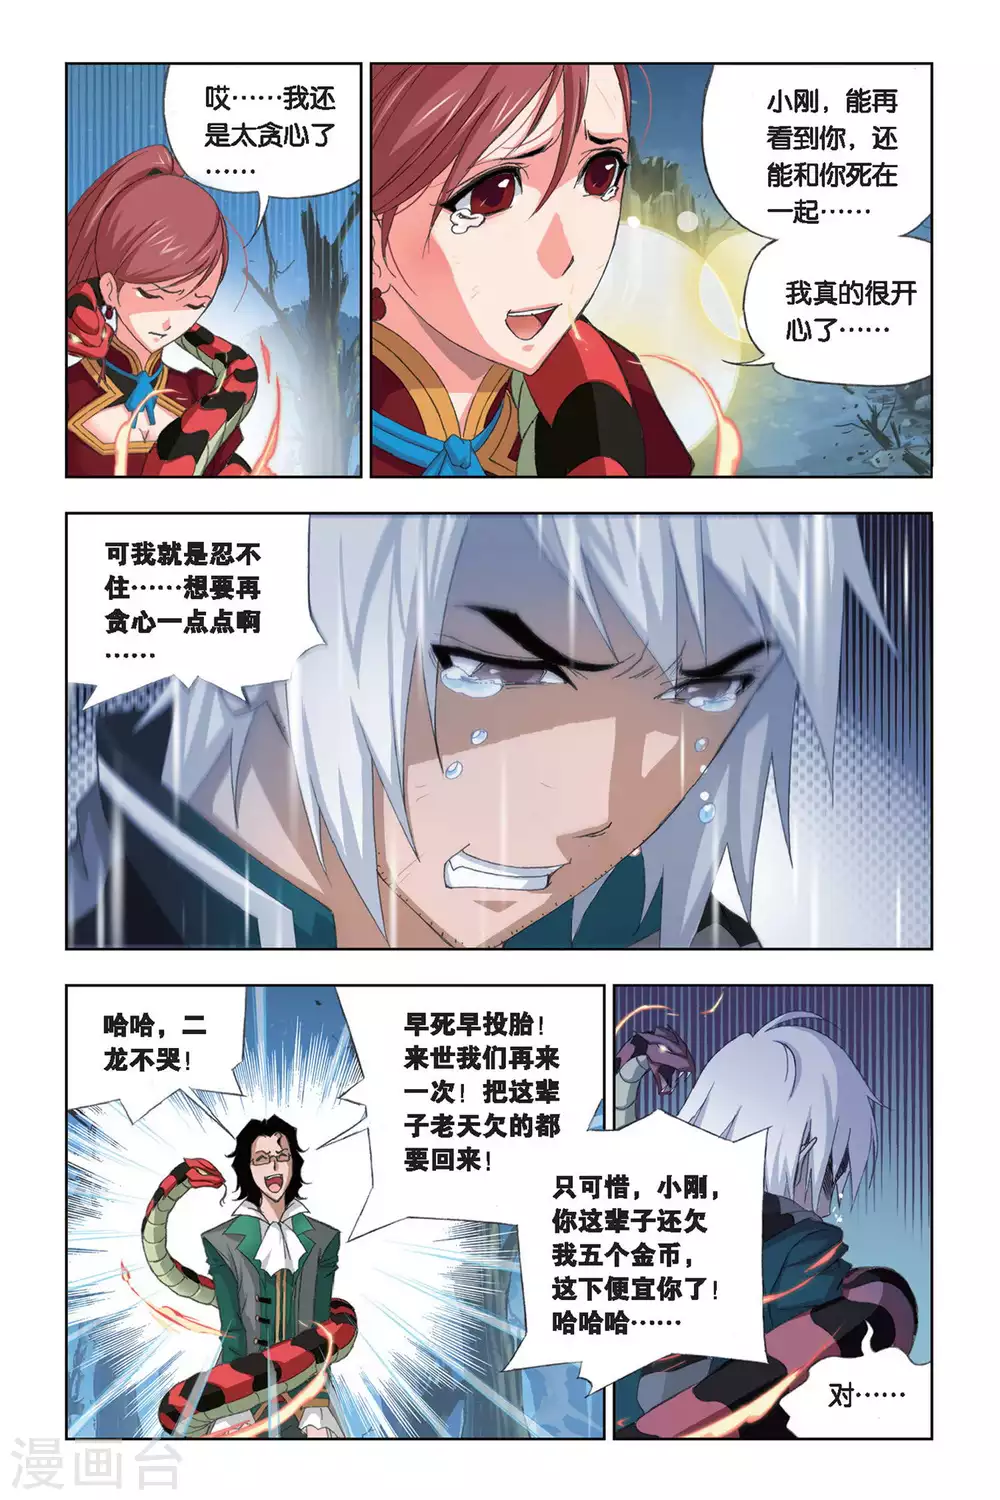 哎……我还
是太贪心了
……
小刚，能再
看到你，还
能和你死在
一起……
我真的很开
心了……
可我就是忍不
住……想要再
贪心一点点啊
……
哈哈，二
龙不哭！
早死早投胎！
来世我们再来
一次！把这辈
子老天欠的都
要回来！
只可惜，小刚，
你这辈子还欠
我五个金币，
这下便宜你了！
哈哈哈……
对……
漫画台